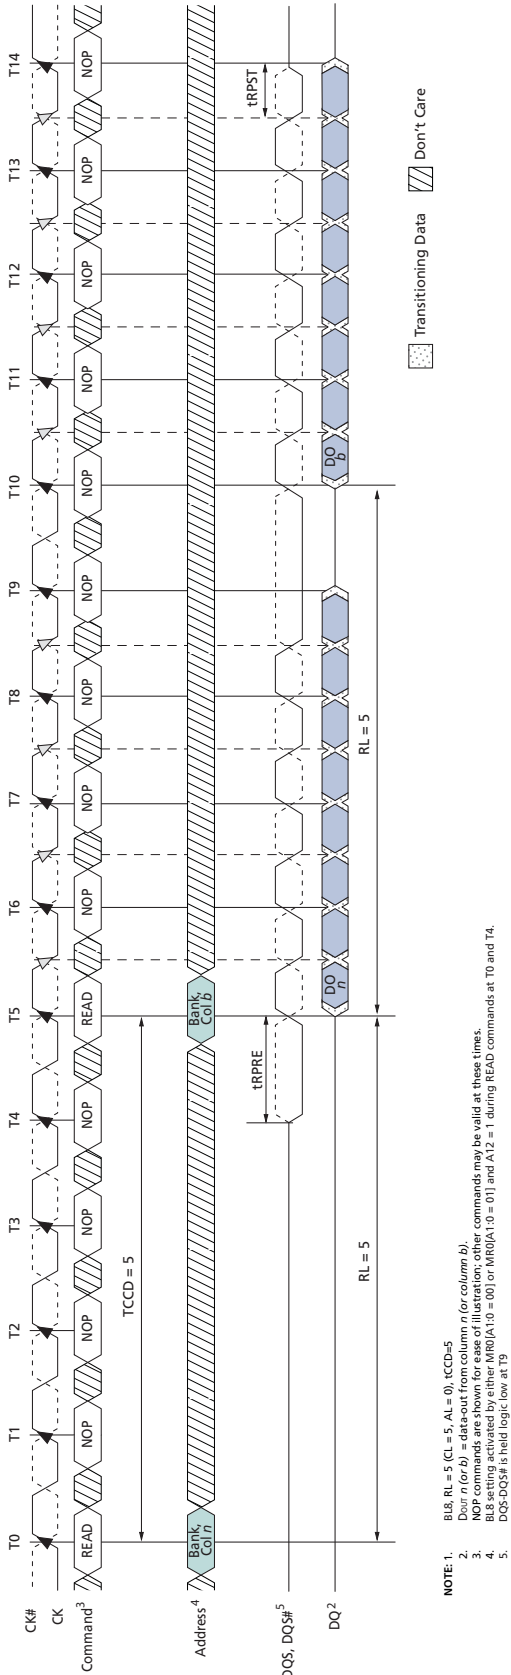 T0 T1 T2 T3 T4 T5 T6 T7 T8 T9 T10 T11 T12 T13 T14
CK#
CK
Command3 READ NOP NOP NOP NOP READ NOP NOP NOP NOP NOP NOP NOP NOP NOP
TCCD = 5
Address 4 Bank, Col n Bank, Col b
tRPRE tRPST
DQS, DQS#5
DQ2 DO n DO b
RL = 5 RL = 5
Transitioning Data Don't Care
NOTE: 1. BL8, RL = 5 (CL = 5, AL = 0), tCCD=5
2. DOUT n (or b) = data-out from column n (or column b).
3. NOP commands are shown for ease of illustration; other commands may be valid at these times.
4. BL8 setting activated by either MR0[A1:0 = 00] or MR0[A1:0 = 01] and A12 = 1 during READ commands at T0 and T4.
5. DQS-DQS# is held logic low at T9